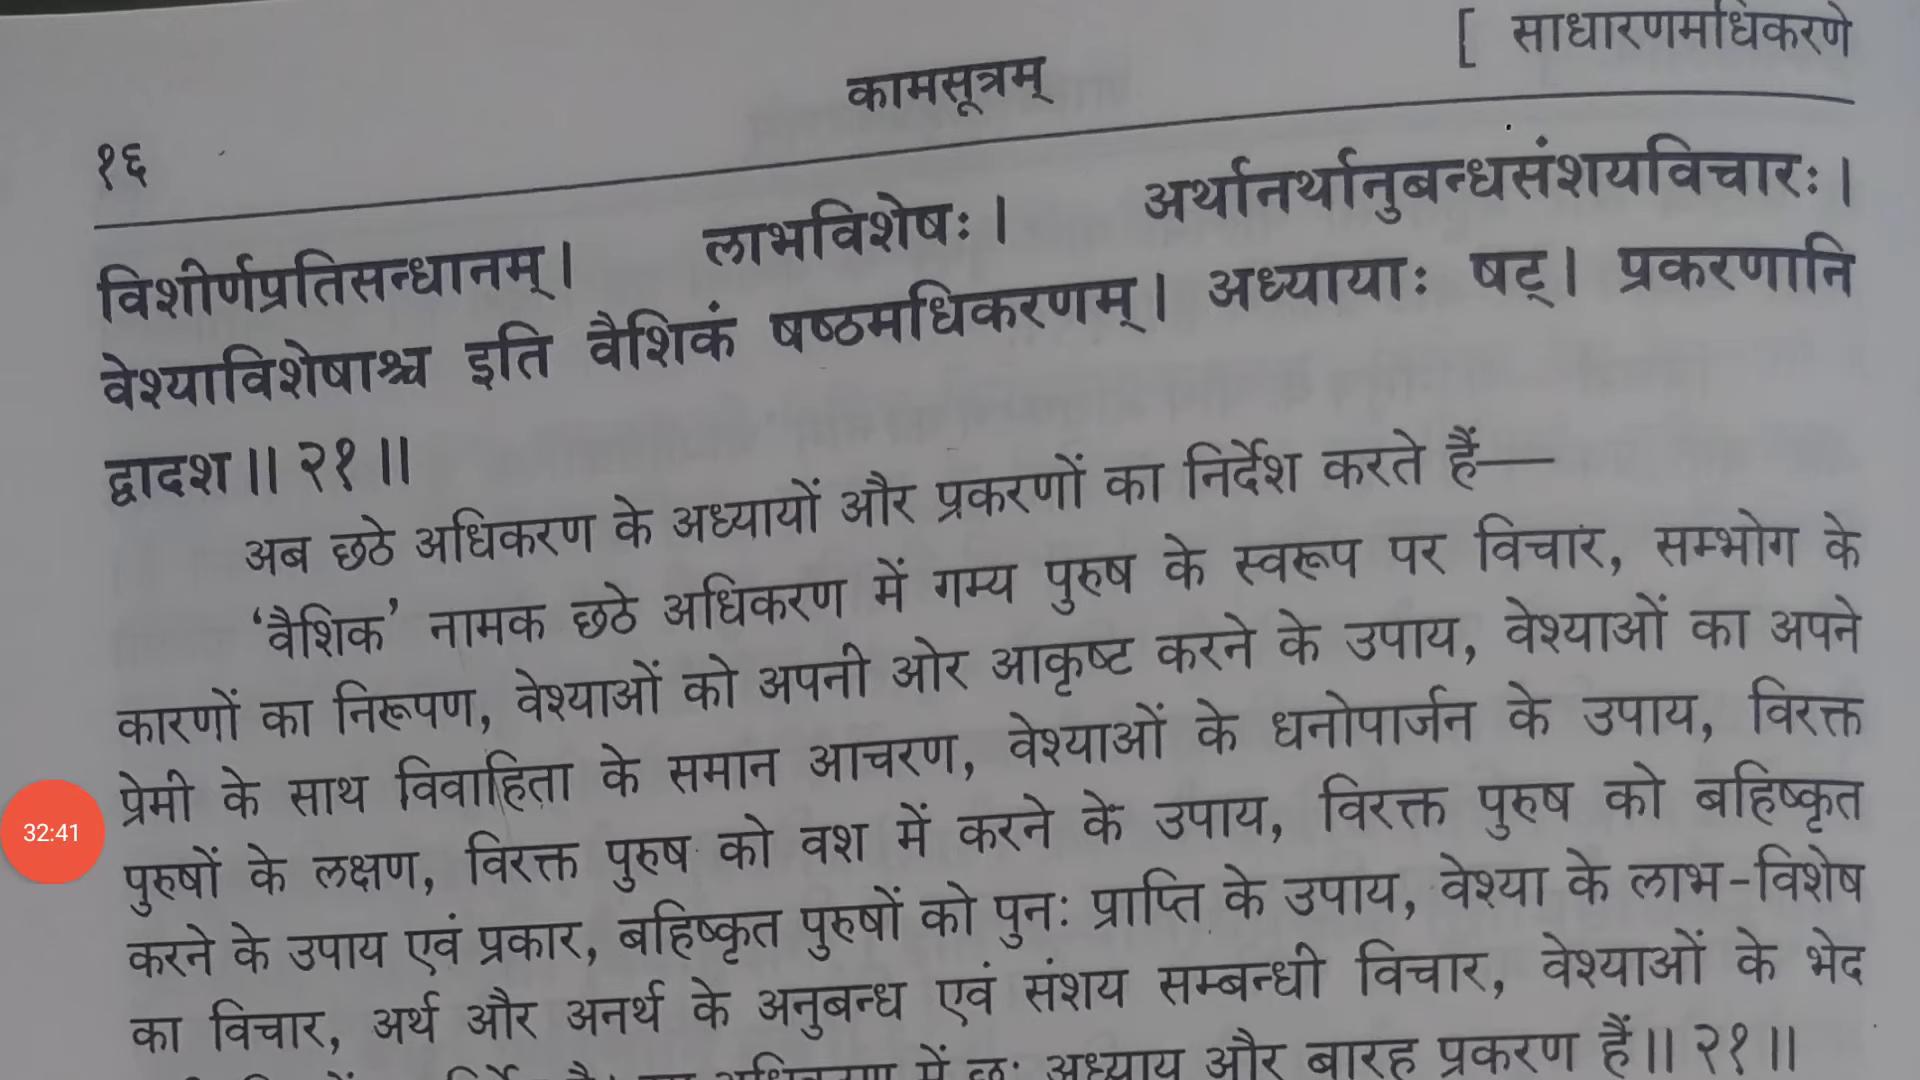 [ साधारणमधिकरणे
कामसूत्रम्
१६
विशीर्णप्रतिसन्धानम्। लाभविशेषः। अर्थानर्थानुबन्धसंशयविचारः।
वेश्याविशेषाश्च इति वैशिकं षष्ठमधिकरणम्। अध्यायाः षट्। प्रकरणानि
द्वादश॥ २१॥
अब छठे अधिकरण के अध्यायों और प्रकरणों का निर्देश करते हैं—
‘वैशिक’ नामक छठे अधिकरण में गम्य पुरुष के स्वरूप पर विचार, सम्भोग के
कारणों का निरूपण, वेश्याओं को अपनी ओर आकृष्ट करने के उपाय, वेश्याओं का अपने
प्रेमी के साथ विवाहिता के समान आचरण, वेश्याओं के धनोपार्जन के उपाय, विरक्त
पुरुषों के लक्षण, विरक्त पुरुष को वश में करने के उपाय, विरक्त पुरुष को बहिष्कृत
करने के उपाय एवं प्रकार, बहिष्कृत पुरुषों को पुनः प्राप्ति के उपाय, वेश्या के लाभ-विशेष
का विचार, अर्थ और अनर्थ के अनुबन्ध एवं संशय सम्बन्धी विचार, वेश्याओं के भेद
में छः अध्याय और बारह प्रकरण हैं॥ २१॥
32:41